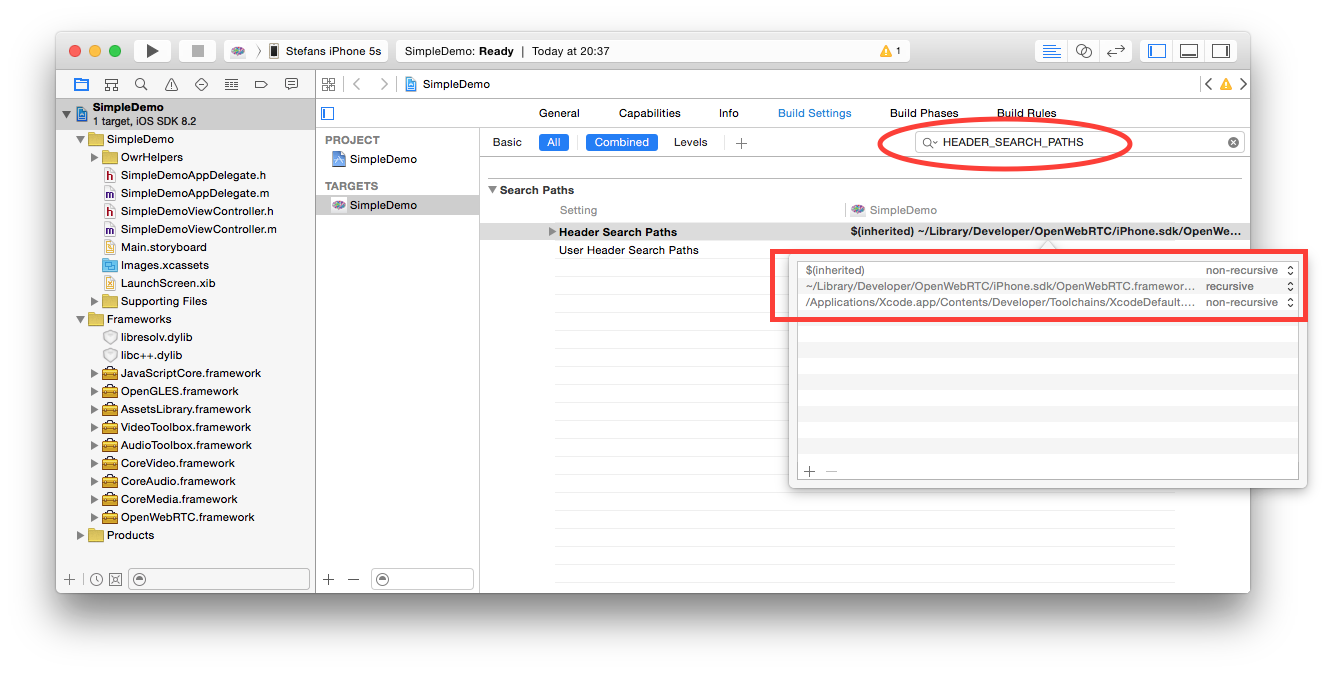 Stefans iPhone 5s
SimpleDemo: Ready | Today at 20:37
1
SimpleDemo
1 target, iOS SDK 8.2
SimpleDemo
OwrHelpers
SimpleDemoAppDelegate.h
SimpleDemoAppDelegate.m
SimpleDemoViewController.h
SimpleDemoViewController.m
Main.storyboard
Images.xcassets
LaunchScreen.xib
Supporting Files
Frameworks
libresolv.dylib
libc++.dylib
JavaScriptCore.framework
OpenGLES.framework
AssetsLibrary.framework
VideoToolbox.framework
AudioToolbox.framework
CoreVideo.framework
CoreAudio.framework
CoreMedia.framework
OpenWebRTC.framework
Products
SimpleDemo
General Capabilities Info Build Settings Build Phases Build Rules
PROJECT
SimpleDemo
TARGETS
SimpleDemo
Basic All Combined Levels
HEADER_SEARCH_PATHS
Search Paths
Setting SimpleDemo
Header Search Paths $(inherited) ~/Library/Developer/OpenWebRTC/iPhone.sdk/OpenWe...
User Header Search Paths
$(inherited) non-recursive
~/Library/Developer/OpenWebRTC/iPhone.sdk/OpenWebRTC.framewor... recursive
/Applications/Xcode.app/Contents/Developer/Toolchains/XcodeDefault.... non-recursive